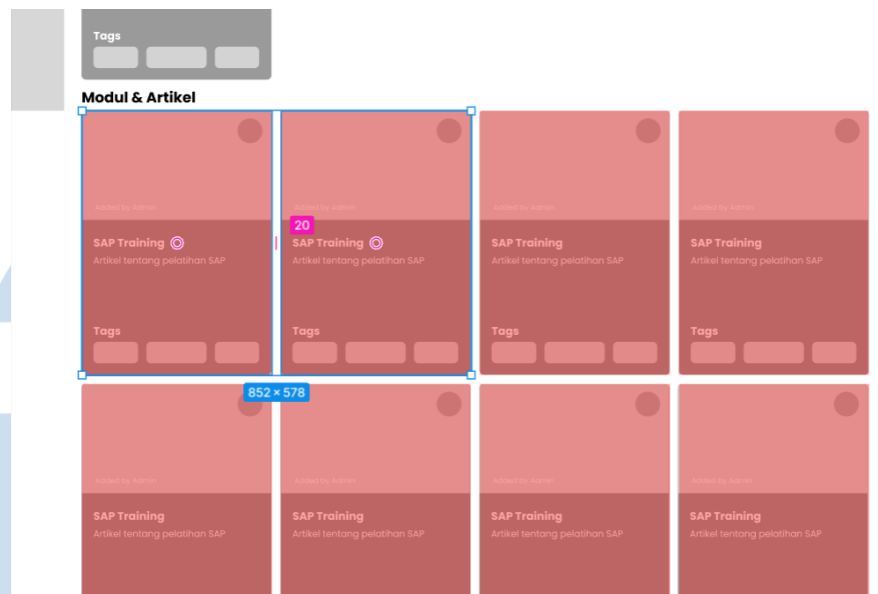 Tags
Modul & Artikel
Added by Admin
Added by Admin
Added by Admin
Added by Admin
20
SAP Training
SAP Training
SAP Training
SAP Training
Artikel tentang pelatihan SAP
Artikel tentang pelatihan SAP
Artikel tentang pelatihan SAP
Artikel tentang pelatihan SAP
Tags
Tags
Tags
Tags
852 × 578
Added by Admin
Added by Admin
Added by Admin
Added by Admin
SAP Training
SAP Training
SAP Training
SAP Training
Artikel tentang pelatihan SAP
Artikel tentang pelatihan SAP
Artikel tentang pelatihan SAP
Artikel tentang pelatihan SAP